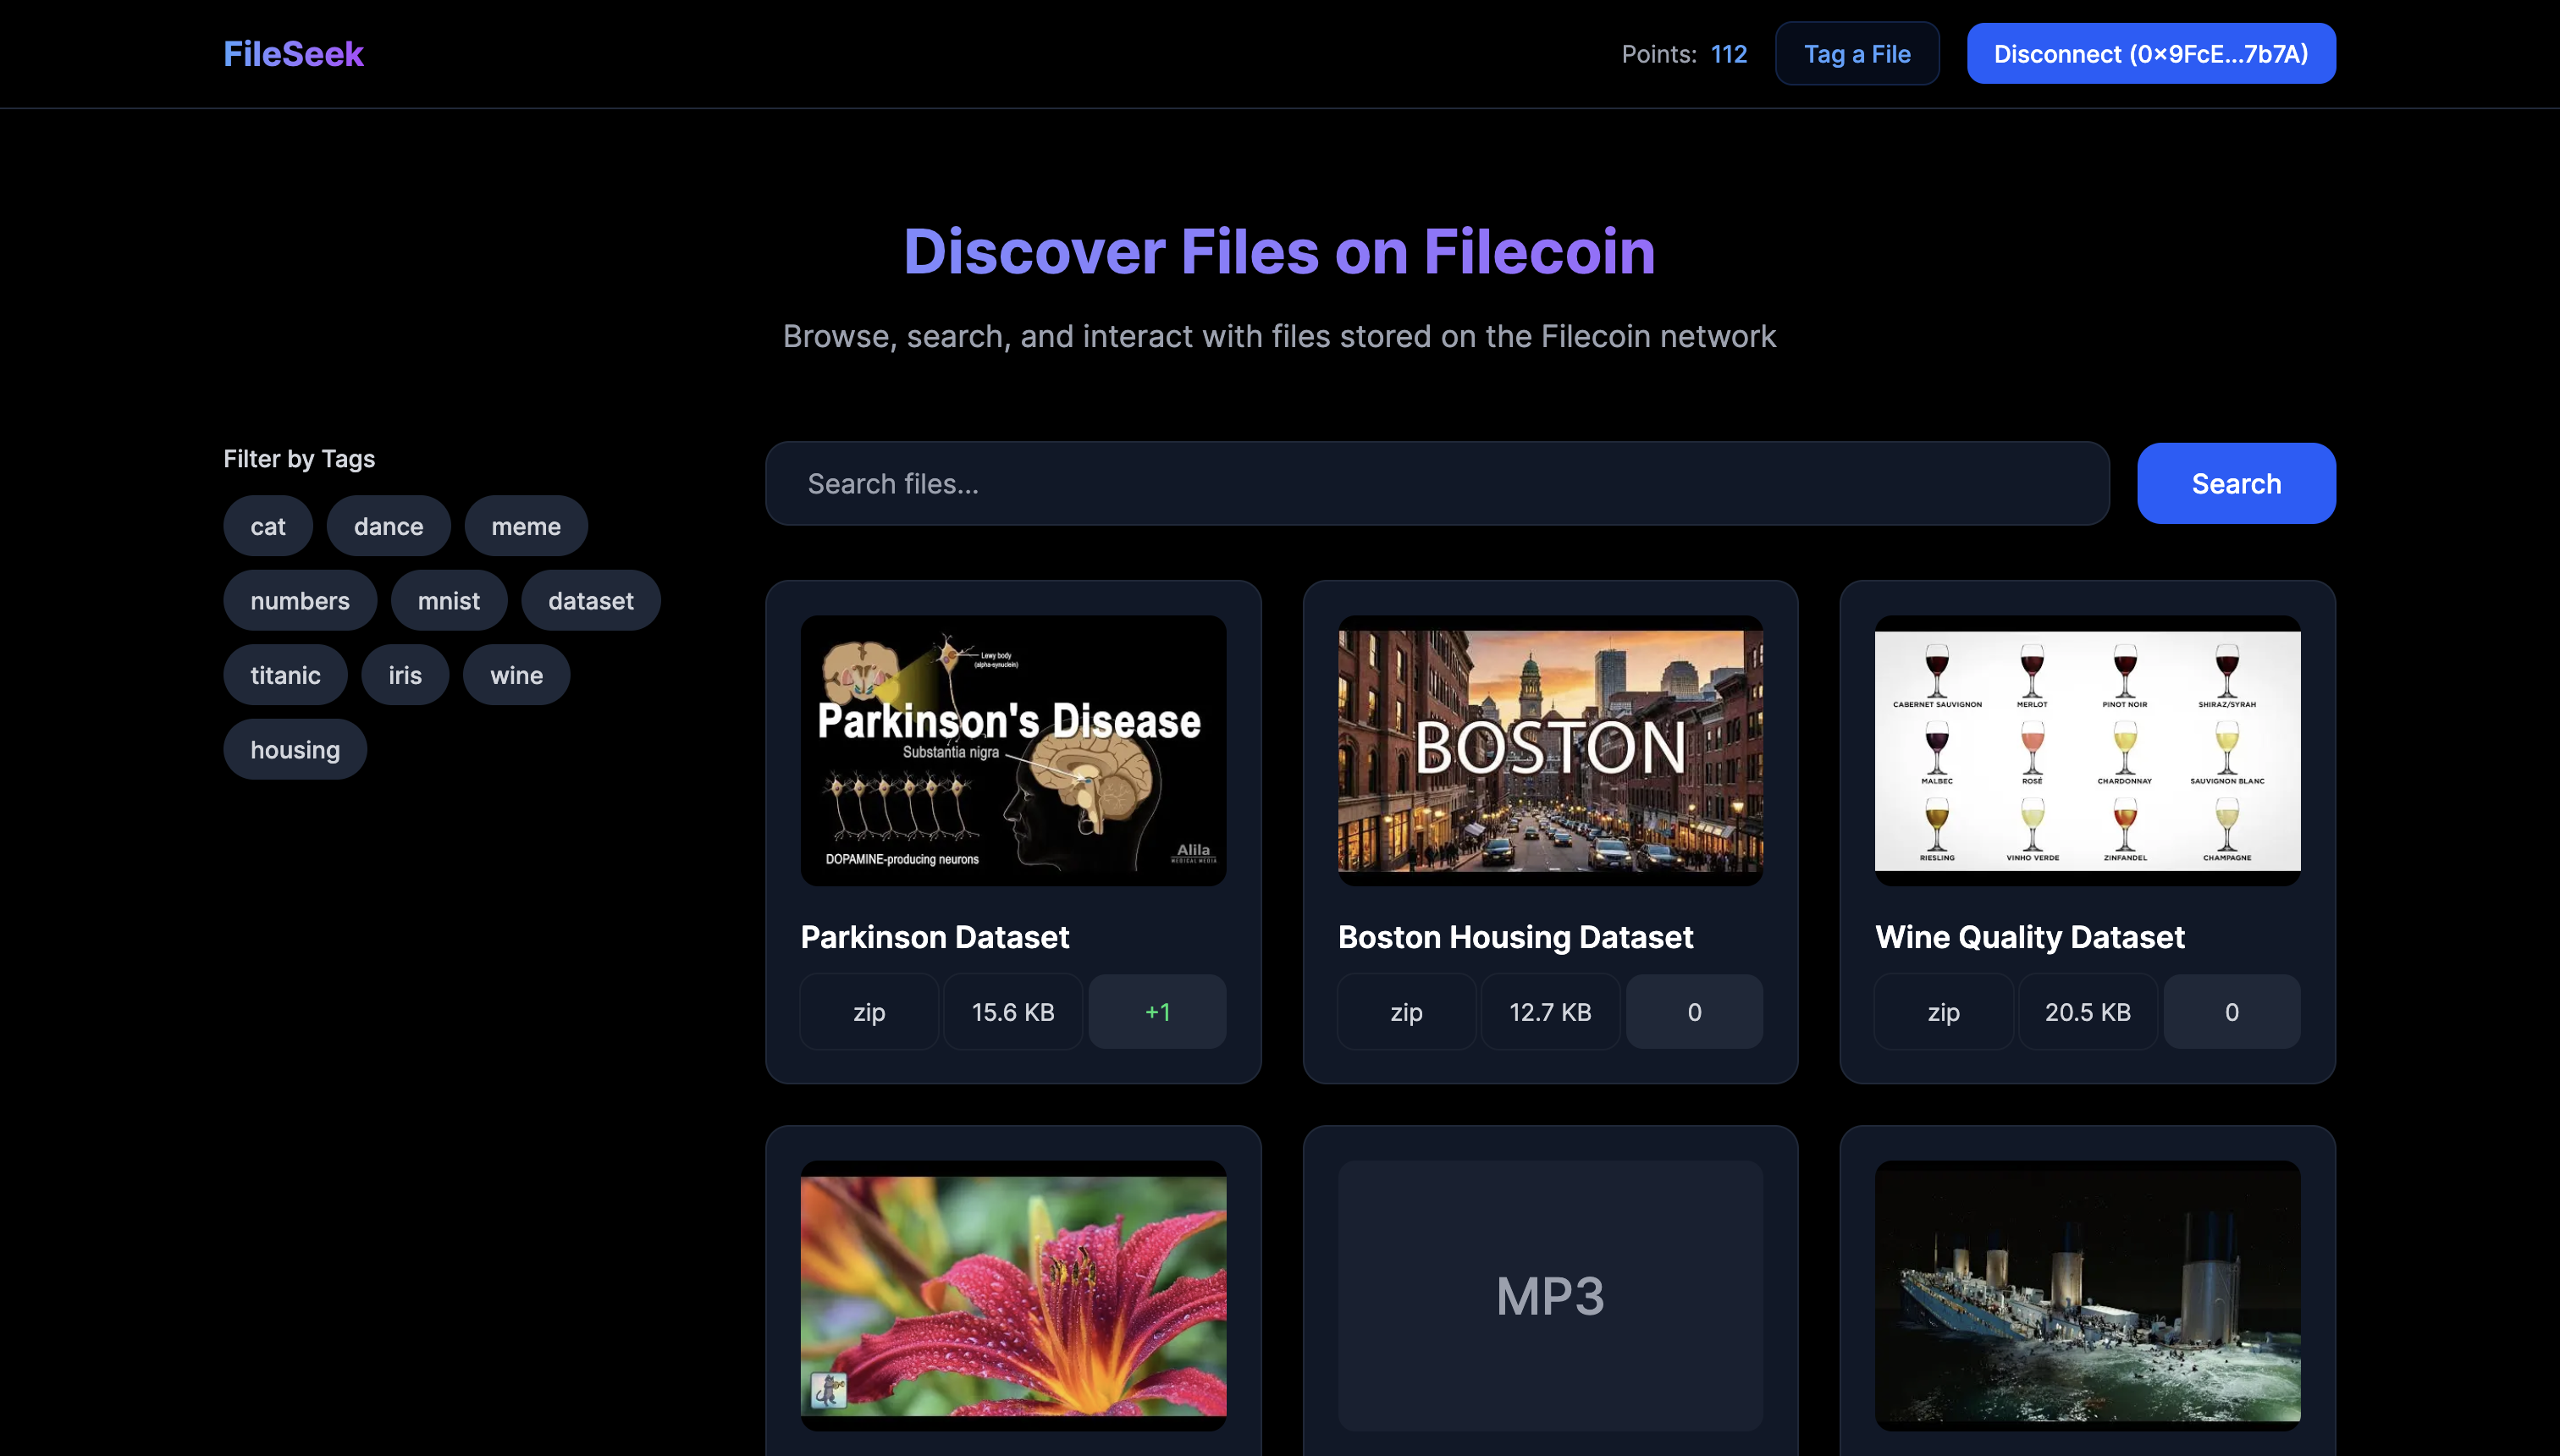 FileSeek
Points: 112
Tag a File
Disconnect (0×9FcE...7b7A)
Discover Files on Filecoin
Browse, search, and interact with files stored on the Filecoin network
Filter by Tags
cat dance meme
numbers mnist dataset
titanic iris wine
housing
Search files...
Search
Lewy body
(alpha-synuclein)
Parkinson's Disease
Substantia nigra
DOPAMINE-producing neurons
Alila
MEDICAL MEDIA
Parkinson Dataset
zip 15.6 KB +1
BOSTON
Boston Housing Dataset
zip 12.7 KB 0
CABERNET SAUVIGNON MERLOT PINOT NOIR SHIRAZ/SYRAH
MALBEC ROSÉ CHARDONNAY SAUVIGNON BLANC
RIESLING VINHO VERDE ZINFANDEL CHAMPAGNE
Wine Quality Dataset
zip 20.5 KB 0
MP3